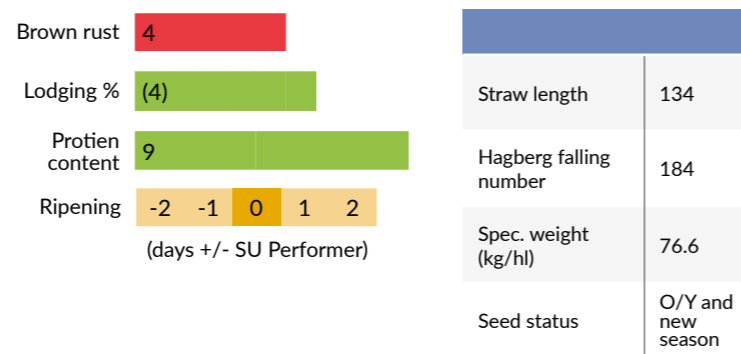 Brown rust 4
Lodging % (4)
Protien
content 9
Ripening -2 -1 0 1 2
(days +/- SU Performer)
Straw length 134
Hagberg falling
number 184
Spec. weight
(kg/hl) 76.6
Seed status O/Y and
new
season